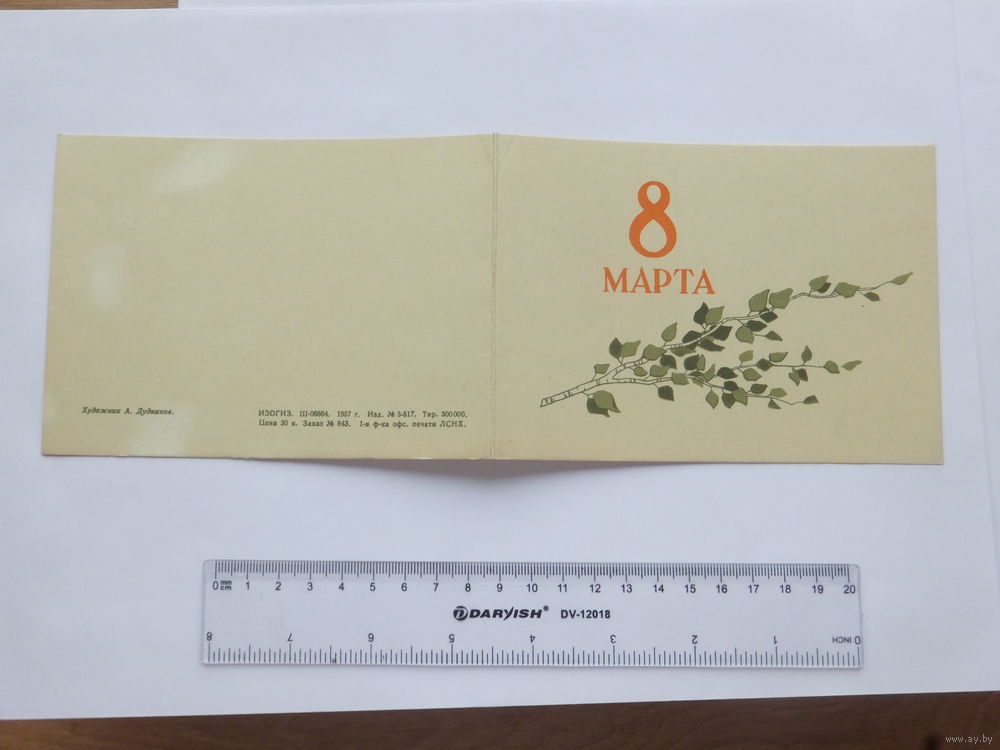 8
МАРТА
Художник А. Дудников.
ИЗОГИЗ. Ш-08864. 1957 г. Изд. № 3-517. Тир. 300 000.
Цена 30 к. Заказ № 843. 1-я ф-ка офс. печати ЛСНХ.
0 mm cm 1 2 3 4 5 6 7 8 9 10 11 12 13 14 15 16 17 18 19 20
DARYISH® DV-12018
8 7 6 5 4 3 2 1 0 INCH
www.ay.by